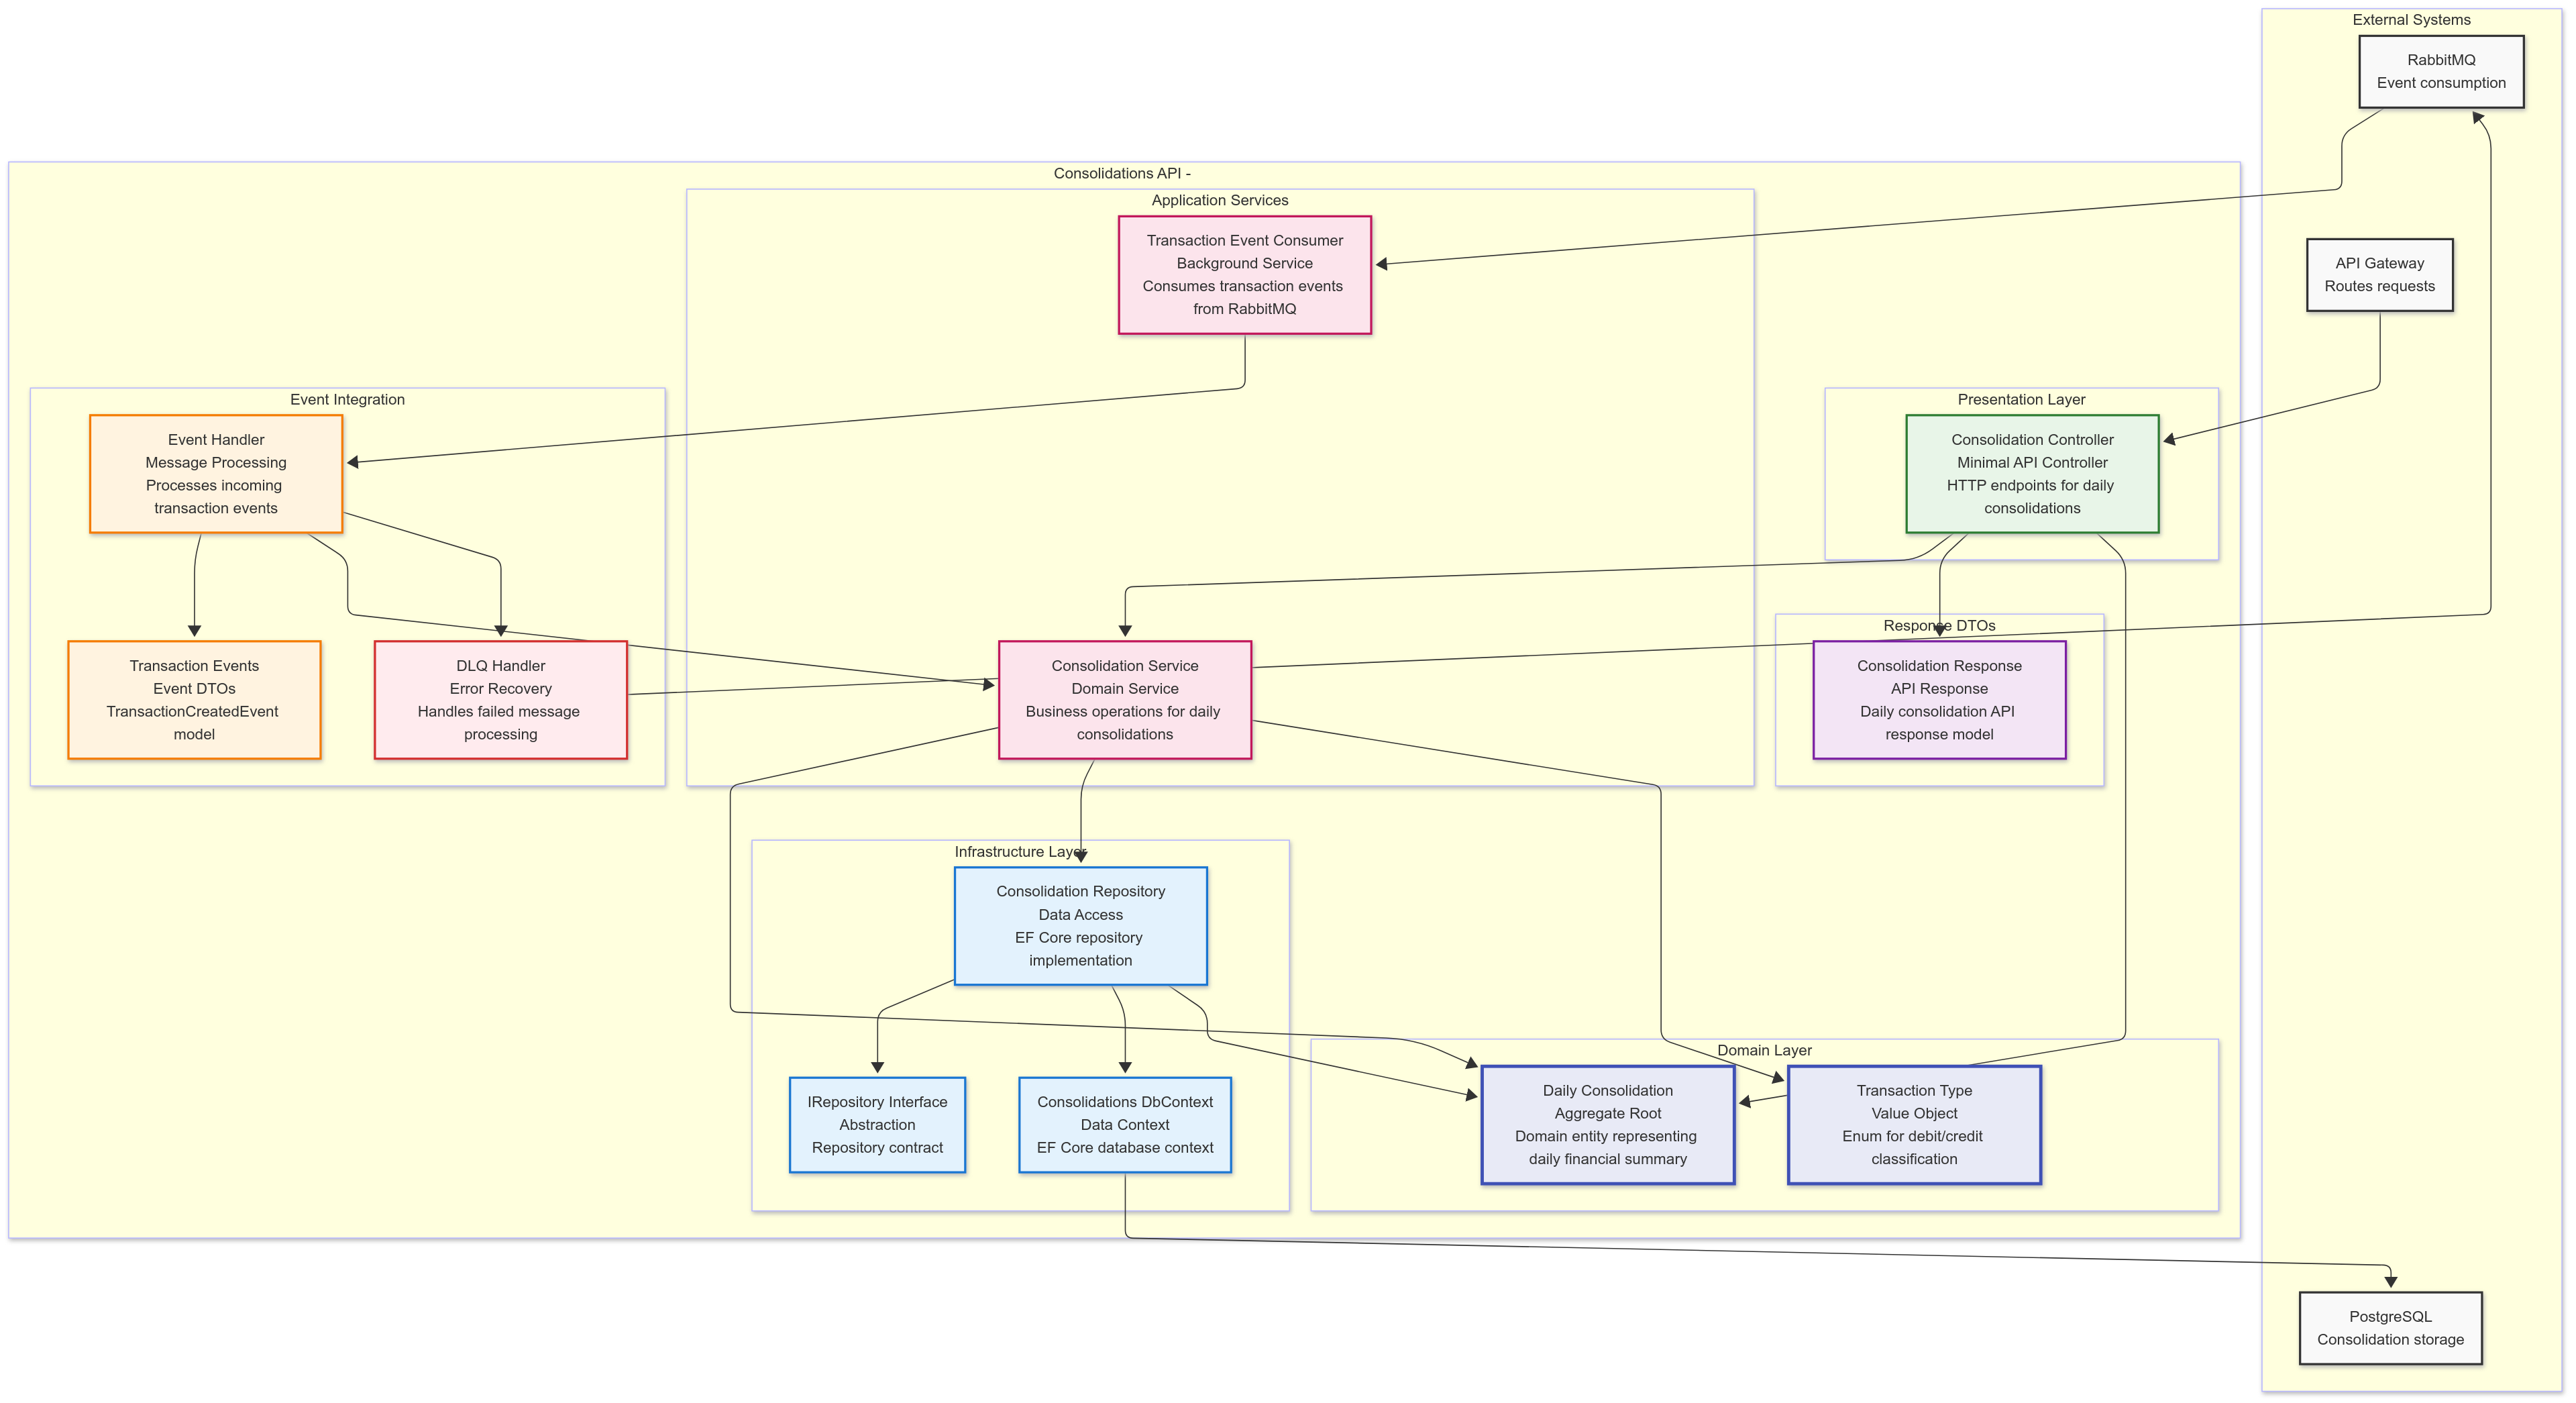 External Systems
RabbitMQ
Event consumption
API Gateway
Routes requests
Consolidations API -
Application Services
Transaction Event Consumer
Background Service
Consumes transaction events
from RabbitMQ
Event Integration
Event Handler
Message Processing
Processes incoming
transaction events
Presentation Layer
Consolidation Controller
Minimal API Controller
HTTP endpoints for daily
consolidations
Transaction Events
Event DTOs
TransactionCreatedEvent
model
DLQ Handler
Error Recovery
Handles failed message
processing
Consolidation Service
Domain Service
Business operations for daily
consolidations
Response DTOs
Consolidation Response
API Response
Daily consolidation API
response model
Infrastructure Layer
Consolidation Repository
Data Access
EF Core repository
implementation
IRepository Interface
Abstraction
Repository contract
Consolidations DbContext
Data Context
EF Core database context
Domain Layer
Daily Consolidation
Aggregate Root
Domain entity representing
daily financial summary
Transaction Type
Value Object
Enum for debit/credit
classification
PostgreSQL
Consolidation storage